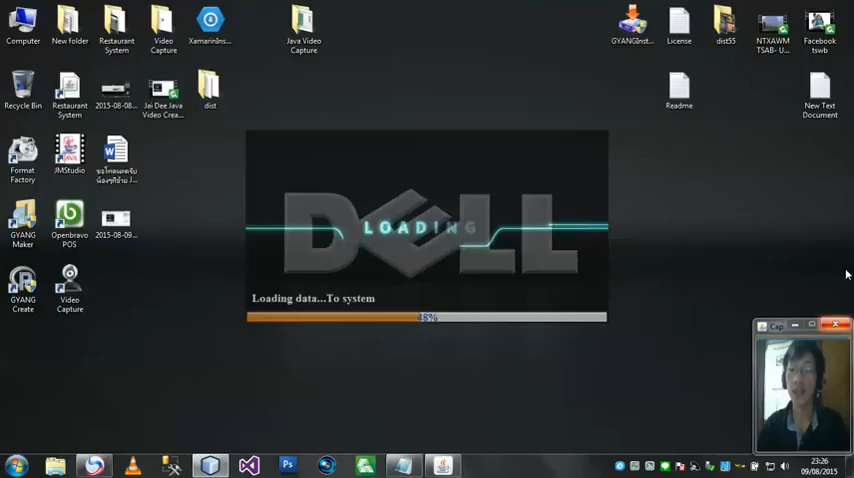 Computer
New folder
Restaurant
System
Video
Capture
XamarinIns...
Java Video
Capture
GYANGInst...
License
dist55
NTXAWM
TSAB- U...
Facebook
tswb
Recycle Bin
Restaurant
System
2015-08-08...
Jai Dee Java
Video Crea...
dist
Readme
New Text
Document
Format
Factory
JMStudio
GYANG
Maker
Openbravo
POS
2015-08-09...
GYANG
Create
Video
Capture
DELL
LOADING
Loading data...To system
48%
Cap
Ps
23:26
09/08/2015